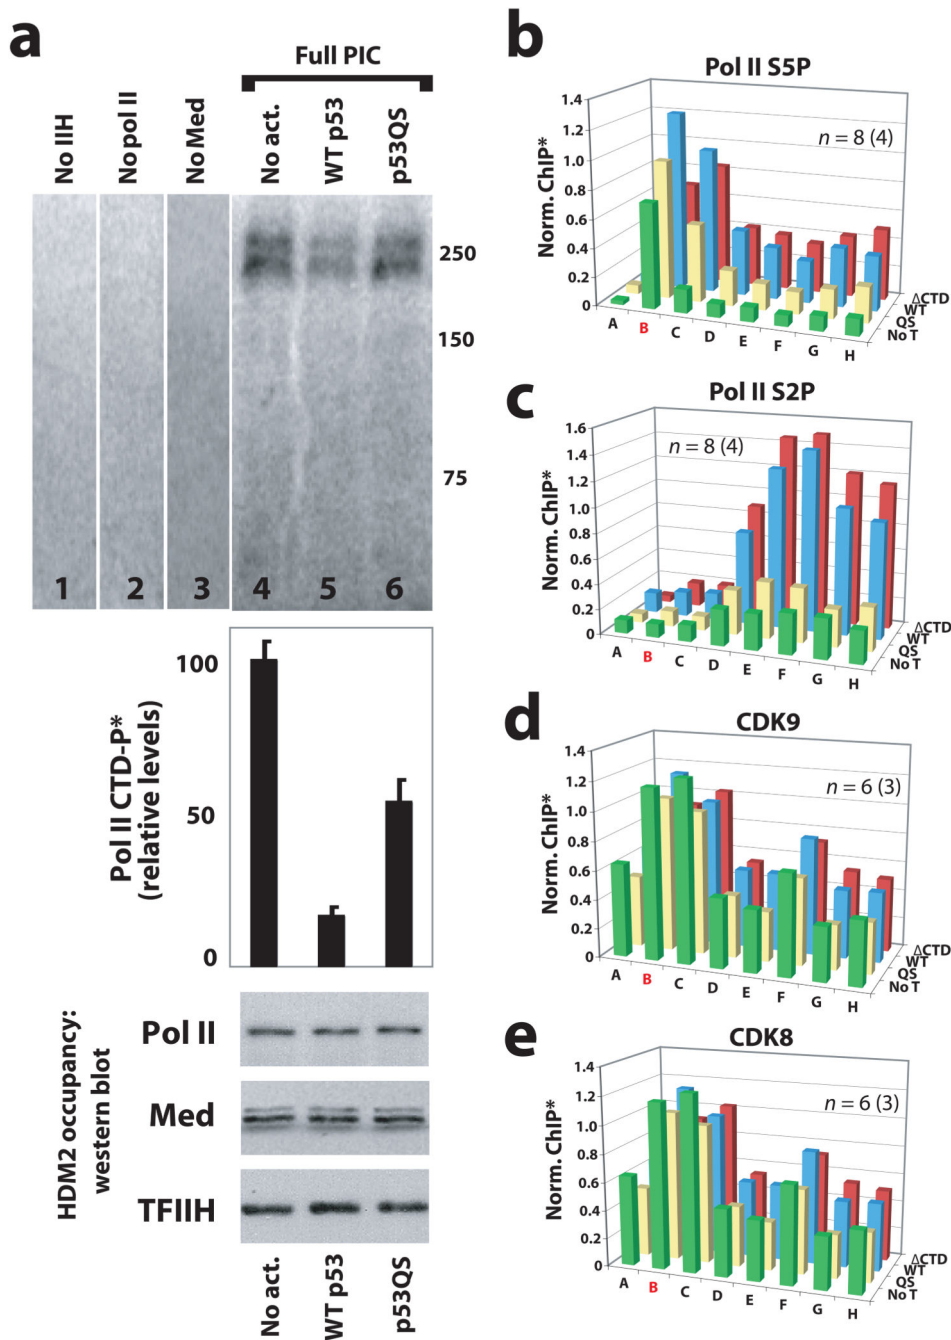 a
Full PIC
No IIH
No pol II
No Med
No act.
WT p53
p53QS
250
150
75
1 2 3 4 5 6
Pol II CTD-P*
(relative levels)
100
50
0
HDM2 occupancy:
western blot
Pol II
Med
TFIIH
No act.
WT p53
p53QS
b
Pol II S5P
n = 8 (4)
Norm. ChIP*
1.4
1.2
1.0
0.8
0.6
0.4
0.2
0
A B C D E F G H
ΔCTD
WT
QS
No T
c
Pol II S2P
n = 8 (4)
Norm. ChIP*
1.6
1.4
1.2
1.0
0.8
0.6
0.4
0.2
0
A B C D E F G H
ΔCTD
WT
QS
No T
d
CDK9
n = 6 (3)
Norm. ChIP*
1.4
1.2
1.0
0.8
0.6
0.4
0.2
0
A B C D E F G H
ΔCTD
WT
QS
No T
e
CDK8
n = 6 (3)
Norm. ChIP*
1.4
1.2
1.0
0.8
0.6
0.4
0.2
0
A B C D E F G H
ΔCTD
WT
QS
No T